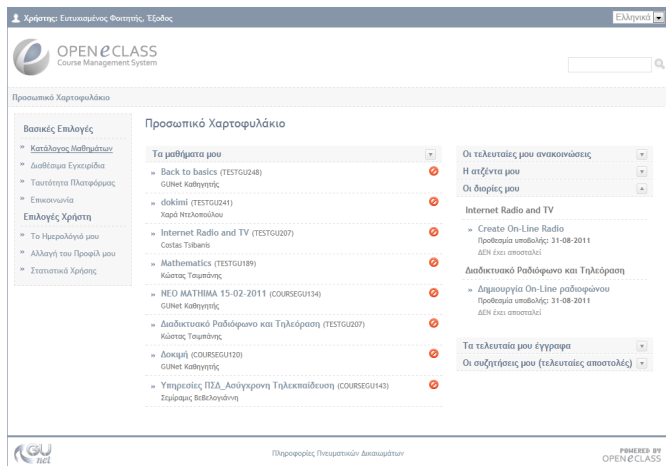 Χρήστης: Ευτυχισμένος Φοιτητής, Έξοδος
Ελληνικά
OPEN eCLASS
Course Management System
Προσωπικό Χαρτοφυλάκιο
Βασικές Επιλογές
» Κατάλογος Μαθημάτων
» Διαθέσιμα Εγχειρίδια
» Ταυτότητα Πλατφόρμας
» Επικοινωνία
Επιλογές Χρήστη
» Το Ημερολόγιό μου
» Αλλαγή του Προφίλ μου
» Στατιστικά Χρήσης
Προσωπικό Χαρτοφυλάκιο
Τα μαθήματα μου
» Back to basics (TESTGU248)
GUNet Καθηγητής
» dokimi (TESTGU241)
Χαρά Ντελοπούλου
» Internet Radio and TV (TESTGU207)
Costas Tsibanis
» Mathematics (TESTGU189)
Κώστας Τσιμπάνης
» NEO MATHIMA 15-02-2011 (COURSEGU134)
GUNet Καθηγητής
» Διαδικτυακό Ραδιόφωνο και Τηλεόραση (TESTGU207)
Κώστας Τσιμπάνης
» Δοκιμή (COURSEGU120)
GUNet Καθηγητής
» Υπηρεσίες ΠΣΔ_Ασύγχρονη Τηλεκπαίδευση (COURSEGU143)
Σεμίραμις Βεβελογιάννη
Οι τελευταίες μου ανακοινώσεις
Η ατζέντα μου
Οι διορίες μου
Internet Radio and TV
» Create On-Line Radio
Προθεσμία υποβολής: 31-08-2011
ΔΕΝ έχει αποσταλεί
Διαδικτυακό Ραδιόφωνο και Τηλεόραση
» Δημιουργία On-Line ραδιοφώνου
Προθεσμία υποβολής: 31-08-2011
ΔΕΝ έχει αποσταλεί
Τα τελευταία μου έγγραφα
Οι συζητήσεις μου (τελευταίες αποστολές)
GU net
Πληροφορίες Πνευματικών Δικαιωμάτων
POWERED BY
OPEN eCLASS